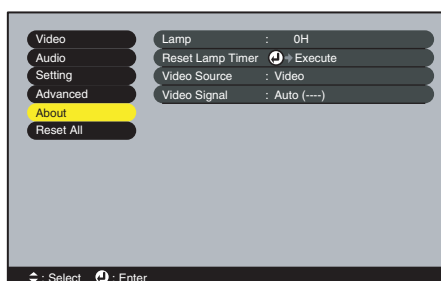 Video
Audio
Setting
Advanced
About
Reset All
Lamp : 0H
Reset Lamp Timer Execute
Video Source : Video
Video Signal : Auto (----)
: Select : Enter